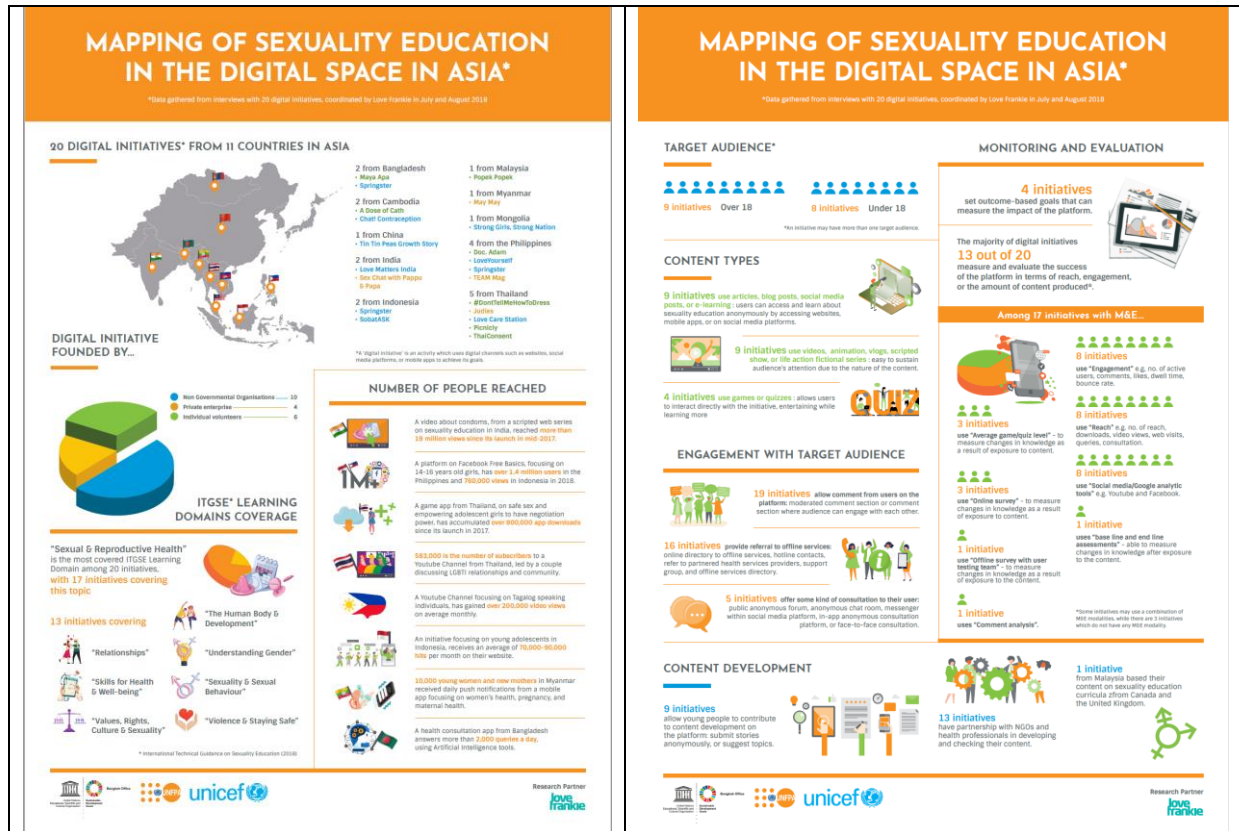 MAPPING OF SEXUALITY EDUCATION
IN THE DIGITAL SPACE IN ASIA*
*Data gathered from interviews with 20 digital initiatives, coordinated by Love Frankie in July and August 2018
20 DIGITAL INITIATIVES* FROM 11 COUNTRIES IN ASIA
2 from Bangladesh
• Maya Apa
• Springster
2 from Cambodia
• A Dose of Cath
• Chat! Contraception
1 from China
• Tin Tin Peas Growth Story
2 from India
• Love Matters India
• Sex Chat with Pappu
& Papa
2 from Indonesia
• Springster
• SobatASK
1 from Malaysia
• Popek Popek
1 from Myanmar
• May May
1 from Mongolia
• Strong Girls, Strong Nation
4 from the Philippines
• Doc. Adam
• LoveYourself
• Springster
• TEAM Mag
5 from Thailand
• #DontTellMeHowToDress
• Judies
• Love Care Station
• Picnicly
• ThaiConsent
*A 'digital initiative' is an activity which uses digital channels such as websites, social
media platforms, or mobile apps to achieve its goals.
DIGITAL INITIATIVE
FOUNDED BY...
Non Governmental Organisations 10
Private enterprise 4
Individual volunteers 6
ITGSE* LEARNING
DOMAINS COVERAGE
"Sexual & Reproductive Health"
is the most covered ITGSE Learning
Domain among 20 initiatives,
with 17 initiatives covering
this topic
13 initiatives covering
"The Human Body &
Development"
"Relationships"
"Understanding Gender"
"Skills for Health
& Well-being"
"Sexuality & Sexual
Behaviour"
"Values, Rights,
Culture & Sexuality"
"Violence & Staying Safe"
* International Technical Guidance on Sexuality Education (2018)
NUMBER OF PEOPLE REACHED
A video about condoms, from a scripted web series
on sexuality education in India, reached more than
19 million views since its launch in mid-2017.
1M+
A platform on Facebook Free Basics, focusing on
14-16 years old girls, has over 1.4 million users in the
Philippines and 780,000 views in Indonesia in 2018.
A game app from Thailand, on safe sex and
empowering adolescent girls to have negotiation
power, has accumulated over 800,000 app downloads
since its launch in 2017.
583,000 is the number of subscribers to a
Youtube Channel from Thailand, led by a couple
discussing LGBTI relationships and community.
A Youtube Channel focusing on Tagalog speaking
individuals, has gained over 200,000 video views
on average monthly.
An initiative focusing on young adolescents in
Indonesia, receives an average of 70,000-80,000
hits per month on their website.
10,000 young women and new mothers in Myanmar
received daily push notifications from a mobile
app focusing on women's health, pregnancy, and
maternal health.
A health consultation app from Bangladesh
answers more than 2,000 queries a day,
using Artificial Intelligence tools.
Bangkok Office
UNFPA
unicef
Research Partner
love
frankie
MAPPING OF SEXUALITY EDUCATION
IN THE DIGITAL SPACE IN ASIA*
*Data gathered from interviews with 20 digital initiatives, coordinated by Love Frankie in July and August 2018
TARGET AUDIENCE*
9 initiatives Over 18
8 initiatives Under 18
*An initiative may have more than one target audience.
CONTENT TYPES
9 initiatives use articles, blog posts, social media
posts, or e-learning : users can access and learn about
sexuality education anonymously by accessing websites,
mobile apps, or on social media platforms.
9 initiatives use videos, animation, vlogs, scripted
show, or life action fictional series : easy to sustain
audience's attention due to the nature of the content.
4 initiatives use games or quizzes : allows users
to interact directly with the initiative, entertaining while
learning more
QUIZ
ENGAGEMENT WITH TARGET AUDIENCE
19 initiatives allow comment from users on the
platform: moderated comment section or comment
section where audience can engage with each other.
16 initiatives provide referral to offline services:
online directory to offline services, hotline contacts,
refer to partnered health services providers, support
group, and offline services directory.
5 initiatives offer some kind of consultation to their user:
public anonymous forum, anonymous chat room, messenger
within social media platform, in-app anonymous consultation
platform, or face-to-face consultation.
MONITORING AND EVALUATION
4 initiatives
set outcome-based goals that can
measure the impact of the platform.
The majority of digital initiatives
13 out of 20
measure and evaluate the success
of the platform in terms of reach, engagement,
or the amount of content produced*.
Among 17 initiatives with M&E...
8 initiatives
use "Engagement" e.g. no. of active
users, comments, likes, dwell time,
bounce rate.
3 initiatives
use "Average game/quiz level" - to
measure changes in knowledge as
a result of exposure to content.
8 initiatives
use "Reach" e.g. no. of reach,
downloads, video views, web visits,
queries, consultation.
3 initiatives
use "Online survey" - to measure
changes in knowledge as a result
of exposure to content.
8 initiatives
use "Social media/Google analytic
tools" e.g. Youtube and Facebook.
1 initiative
use "Offline survey with user
testing team" - to measure
changes in knowledge as a result
of exposure to the content.
1 initiative
uses "base line and end line
assessments" - able to measure
changes in knowledge after exposure
to the content.
1 initiative
uses "Comment analysis".
*Some initiatives may use a combination of
M&E modalities, while there are 3 initiatives
which do not have any M&E modality.
CONTENT DEVELOPMENT
9 initiatives
allow young people to contribute
to content development on
the platform: submit stories
anonymously, or suggest topics.
13 initiatives
have partnership with NGOs and
health professionals in developing
and checking their content.
1 initiative
from Malaysia based their
content on sexuality education
curricula zfrom Canada and
the United Kingdom.
Bangkok Office
UNFPA
unicef
Research Partner
love
frankie